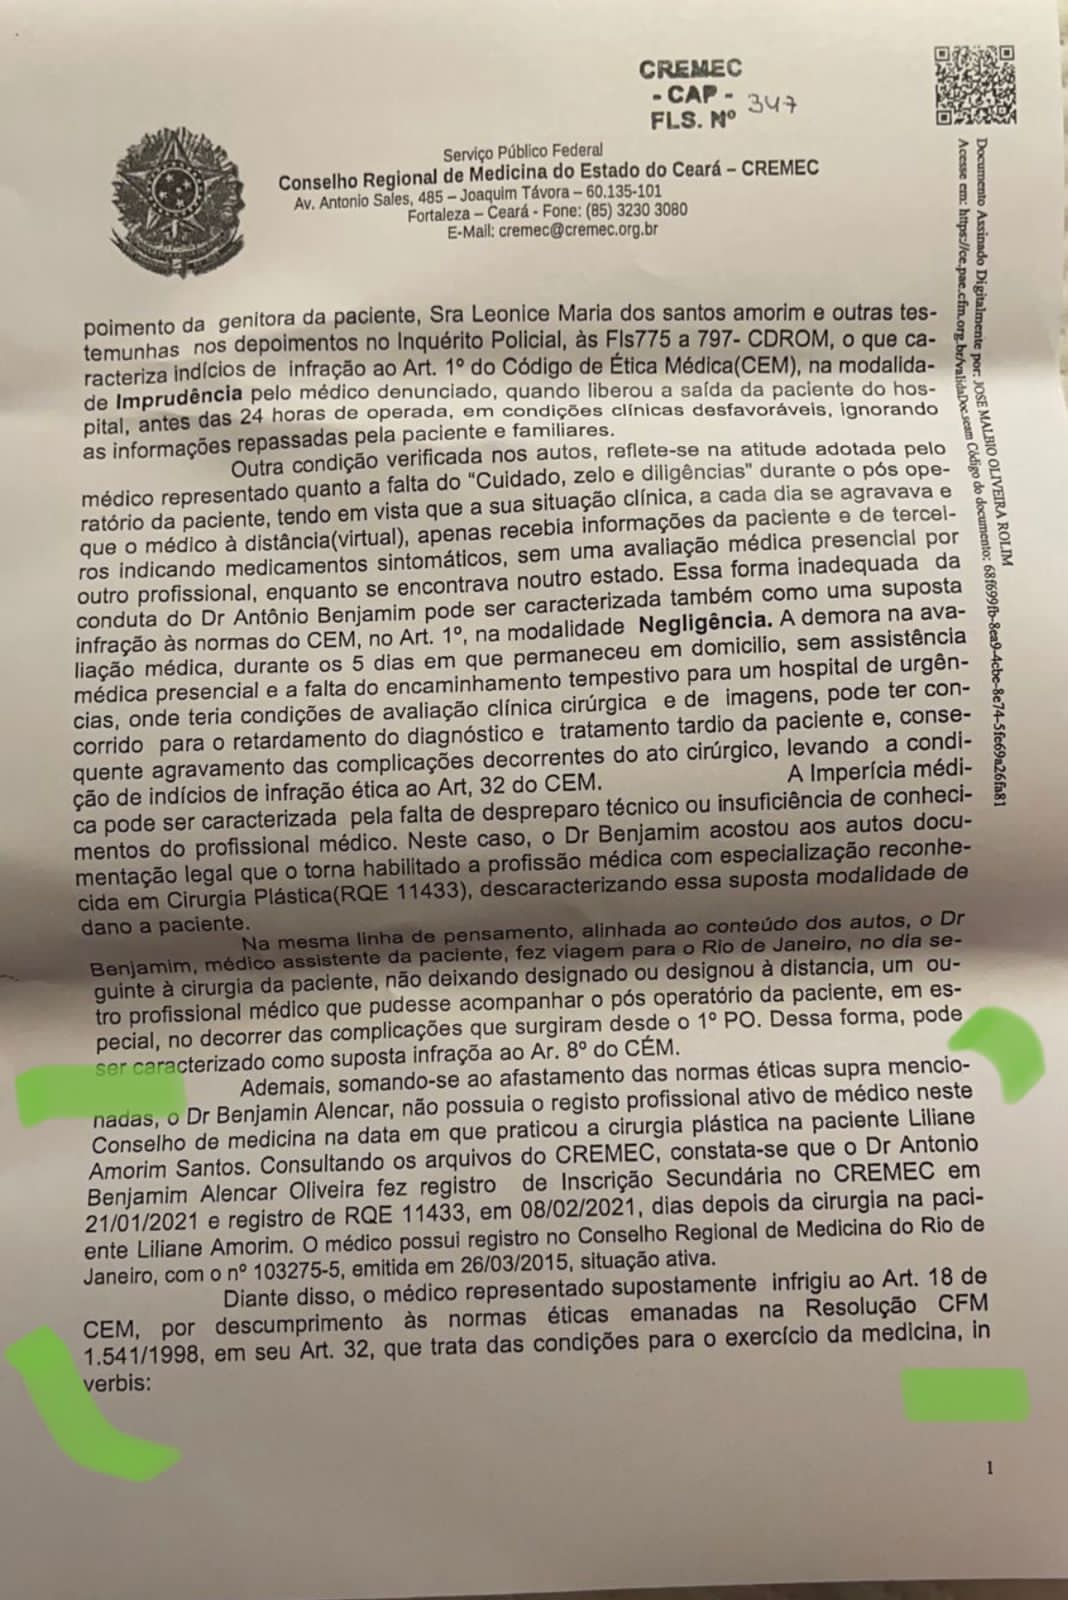 CREMEC
- CAP -
FLS. Nº 347
Serviço Público Federal
Conselho Regional de Medicina do Estado do Ceará – CREMEC
Av. Antonio Sales, 485 – Joaquim Távora – 60.135-101
Fortaleza – Ceará - Fone: (85) 3230 3080
E-Mail: cremec@cremec.org.br
Documento Assinado Digitalmente por: JOSE MALBIO OLIVEIRA ROLIM
Acesse em: https://ce.pae.cfm.org.br/validaDoc.seam Código do documento: 68f699fb-8ea9-4cbe-8e74-5fe69a26fa81
poimento da genitora da paciente, Sra Leonice Maria dos santos amorim e outras tes-
temunhas nos depoimentos no Inquérito Policial, às Fls775 a 797- CDROM, o que ca-
racteriza indícios de infração ao Art. 1º do Código de Ética Médica(CEM), na modalida-
de Imprudência pelo médico denunciado, quando liberou a saída da paciente do hos-
pital, antes das 24 horas de operada, em condições clínicas desfavoráveis, ignorando
as informações repassadas pela paciente e familiares.
Outra condição verificada nos autos, reflete-se na atitude adotada pelo
médico representado quanto a falta do “Cuidado, zelo e diligências” durante o pós ope-
ratório da paciente, tendo em vista que a sua situação clínica, a cada dia se agravava e
que o médico à distância(virtual), apenas recebia informações da paciente e de tercei-
ros indicando medicamentos sintomáticos, sem uma avaliação médica presencial por
outro profissional, enquanto se encontrava noutro estado. Essa forma inadequada da
conduta do Dr Antônio Benjamim pode ser caracterizada também como uma suposta
infração às normas do CEM, no Art. 1º, na modalidade Negligência. A demora na ava-
liação médica, durante os 5 dias em que permaneceu em domicilio, sem assistência
médica presencial e a falta do encaminhamento tempestivo para um hospital de urgên-
cias, onde teria condições de avaliação clínica cirúrgica e de imagens, pode ter con-
corrido para o retardamento do diagnóstico e tratamento tardio da paciente e, conse-
quente agravamento das complicações decorrentes do ato cirúrgico, levando a condi-
ção de indícios de infração ética ao Art, 32 do CEM. A Imperícia médi-
ca pode ser caracterizada pela falta de despreparo técnico ou insuficiência de conheci-
mentos do profissional médico. Neste caso, o Dr Benjamim acostou aos autos docu-
mentação legal que o torna habilitado a profissão médica com especialização reconhe-
cida em Cirurgia Plástica(RQE 11433), descaracterizando essa suposta modalidade de
dano a paciente.
Na mesma linha de pensamento, alinhada ao conteúdo dos autos, o Dr
Benjamim, médico assistente da paciente, fez viagem para o Rio de Janeiro, no dia se-
guinte à cirurgia da paciente, não deixando designado ou designou à distancia, um ou-
tro profissional médico que pudesse acompanhar o pós operatório da paciente, em es-
pecial, no decorrer das complicações que surgiram desde o 1º PO. Dessa forma, pode
ser caracterizado como suposta infração ao Ar. 8º do CÉM.
Ademais, somando-se ao afastamento das normas éticas supra mencio-
nadas, o Dr Benjamin Alencar, não possuia o registo profissional ativo de médico neste
Conselho de medicina na data em que praticou a cirurgia plástica na paciente Liliane
Amorim Santos. Consultando os arquivos do CREMEC, constata-se que o Dr Antonio
Benjamim Alencar Oliveira fez registro de Inscrição Secundária no CREMEC em
21/01/2021 e registro de RQE 11433, em 08/02/2021, dias depois da cirurgia na paci-
ente Liliane Amorim. O médico possui registro no Conselho Regional de Medicina do Rio de
Janeiro, com o nº 103275-5, emitida em 26/03/2015, situação ativa.
Diante disso, o médico representado supostamente infrigiu ao Art. 18 de
CEM, por descumprimento às normas éticas emanadas na Resolução CFM
1.541/1998, em seu Art. 32, que trata das condições para o exercício da medicina, in
verbis:
1